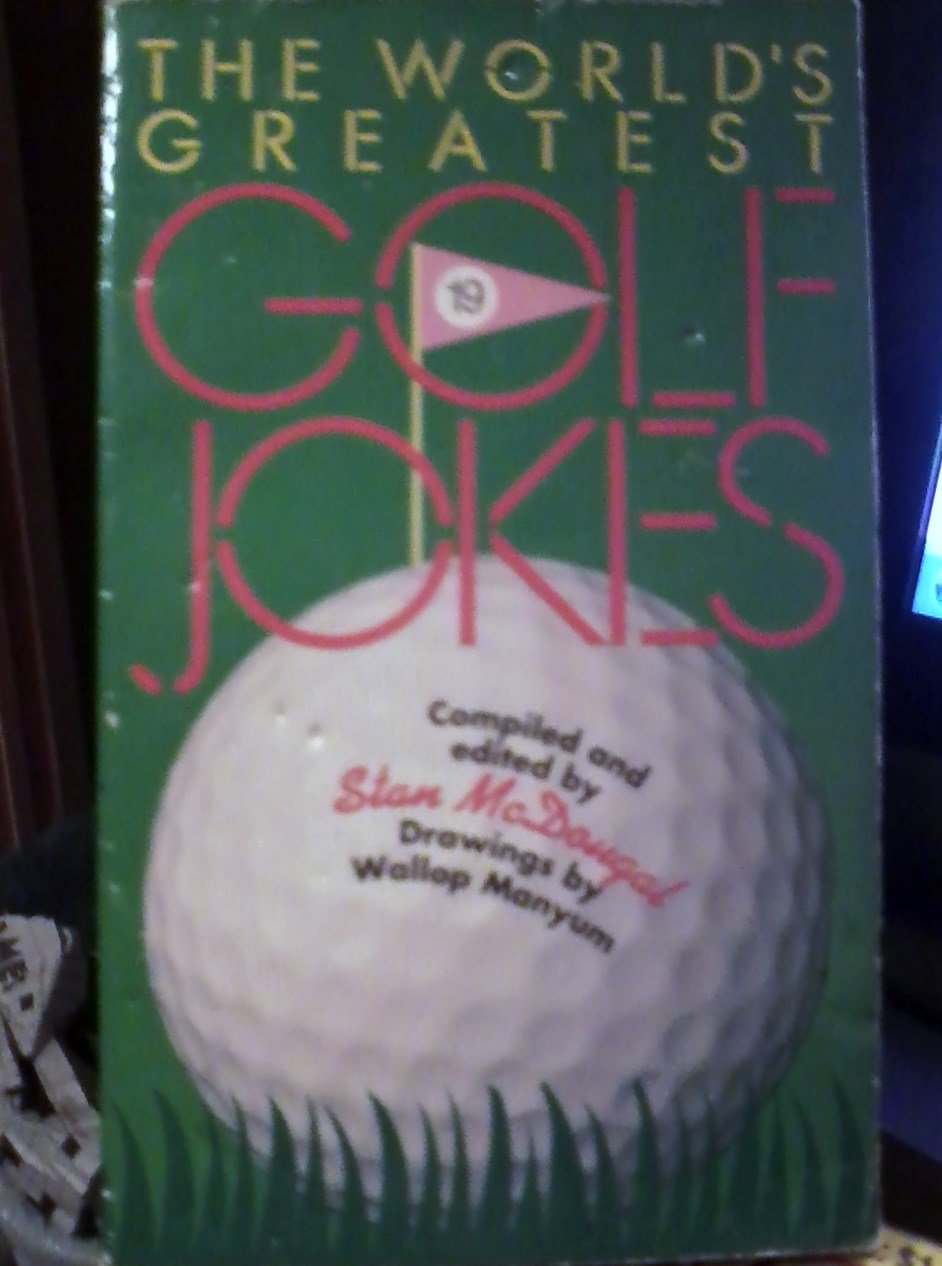 THE WORLD'S
GREATEST
GOLF
19
JOKES
Compiled and
edited by
Stan McDougal
Drawings by
Wallop Manyum